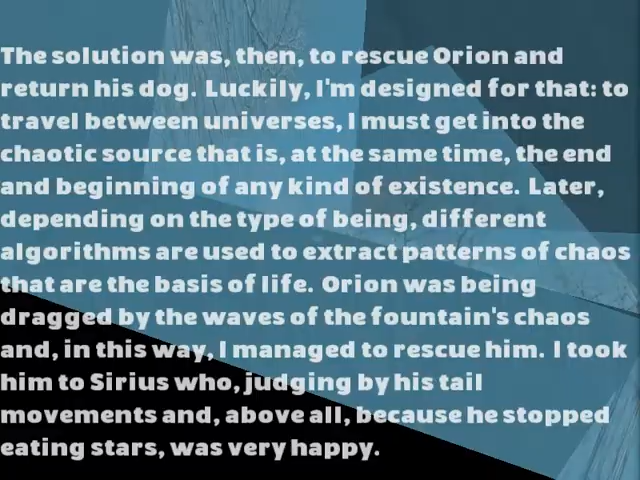 The solution was, then, to rescue Orion and
return his dog. Luckily, I'm designed for that: to
travel between universes, I must get into the
chaotic source that is, at the same time, the end
and beginning of any kind of existence. Later,
depending on the type of being, different
algorithms are used to extract patterns of chaos
that are the basis of life. Orion was being
dragged by the waves of the fountain's chaos
and, in this way, I managed to rescue him. I took
him to Sirius who, judging by his tail
movements and, above all, because he stopped
eating stars, was very happy.